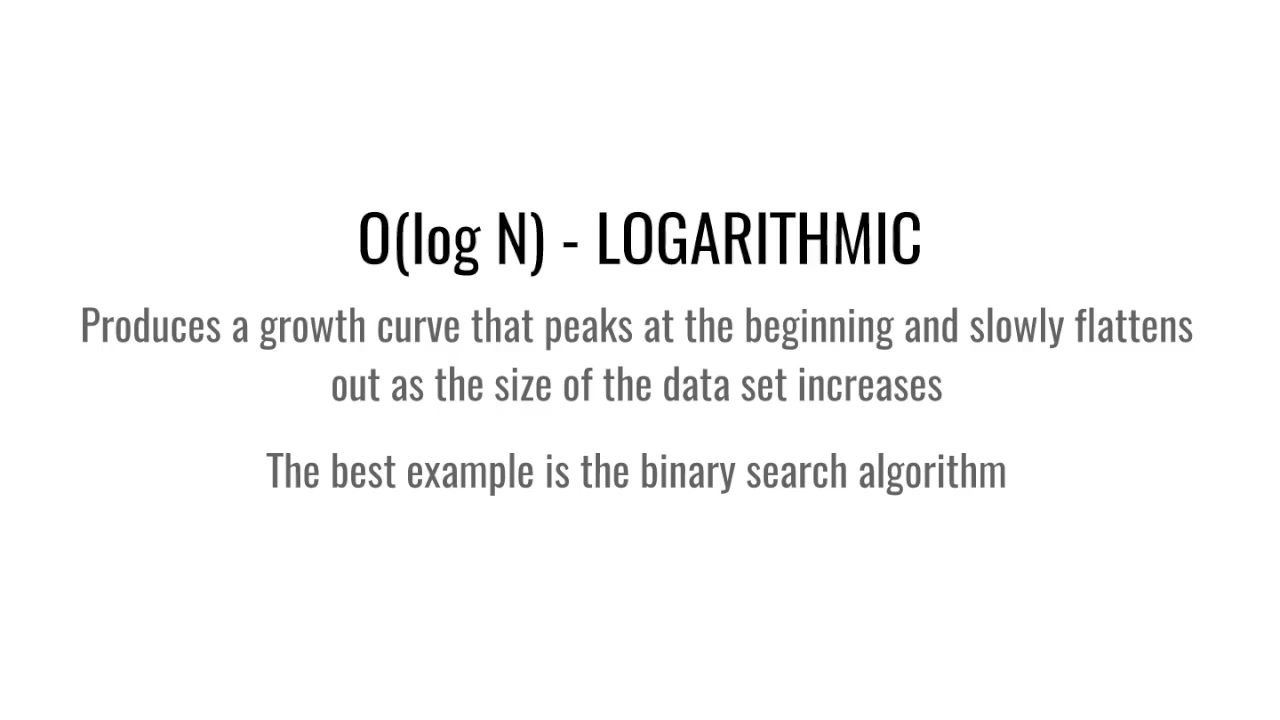 O(log N) - LOGARITHMIC
Produces a growth curve that peaks at the beginning and slowly flattens
out as the size of the data set increases
The best example is the binary search algorithm